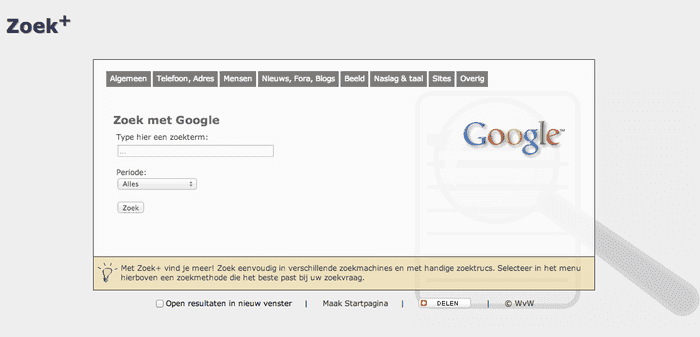 Zoek+
Algemeen Telefoon, Adres Mensen Nieuws, Fora, Blogs Beeld Naslag & taal Sites Overig
Zoek met Google
Google™
Type hier een zoekterm:
...
Periode:
Alles
Zoek
Met Zoek+ vind je meer! Zoek eenvoudig in verschillende zoekmachines en met handige zoektrucs. Selecteer in het menu
hierboven een zoekmethode die het beste past bij uw zoekvraag.
Open resultaten in nieuw venster | Maak Startpagina | DELEN | © WvW